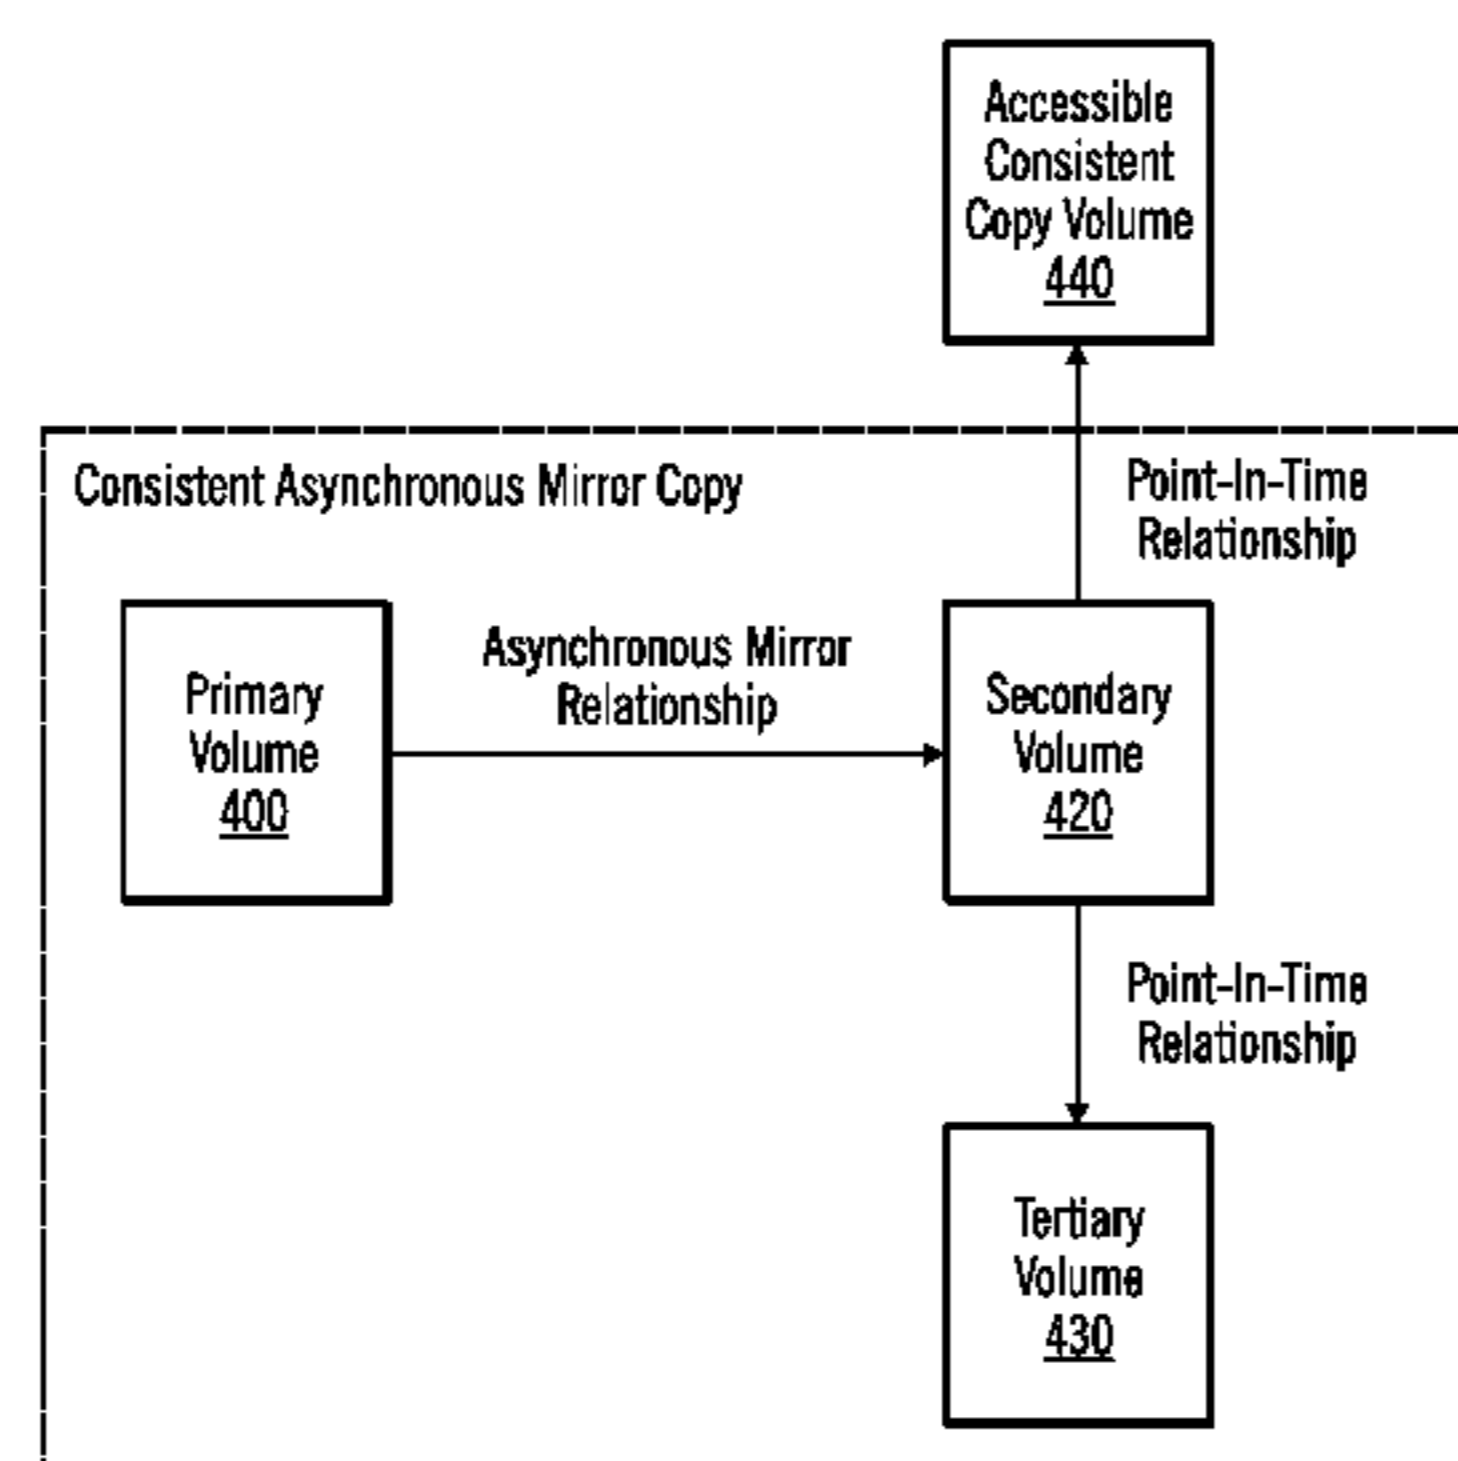 Accessible
Consistent
Copy Volume
440
Consistent Asynchronous Mirror Copy
Point-In-Time
Relationship
Primary
Volume
400
Asynchronous Mirror
Relationship
Secondary
Volume
420
Point-In-Time
Relationship
Tertiary
Volume
430